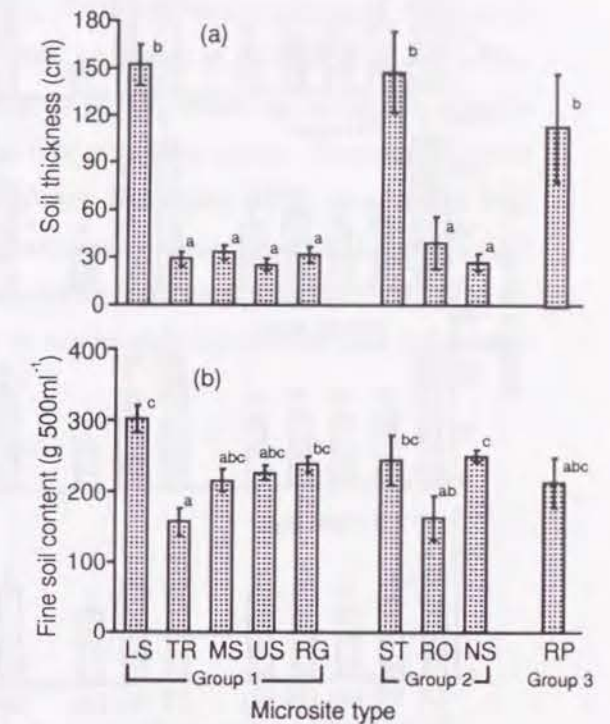 180
150
120
90
60
30
0
Soil thickness (cm)
(a)
b
a
a
a
a
b
a
a
b
400
300
200
100
0
Fine soil content (g 500ml⁻¹)
(b)
c
a
abc
abc
bc
bc
ab
c
abc
LS TR MS US RG ST RO NS RP
Group 1 Group 2 Group 3
Microsite type